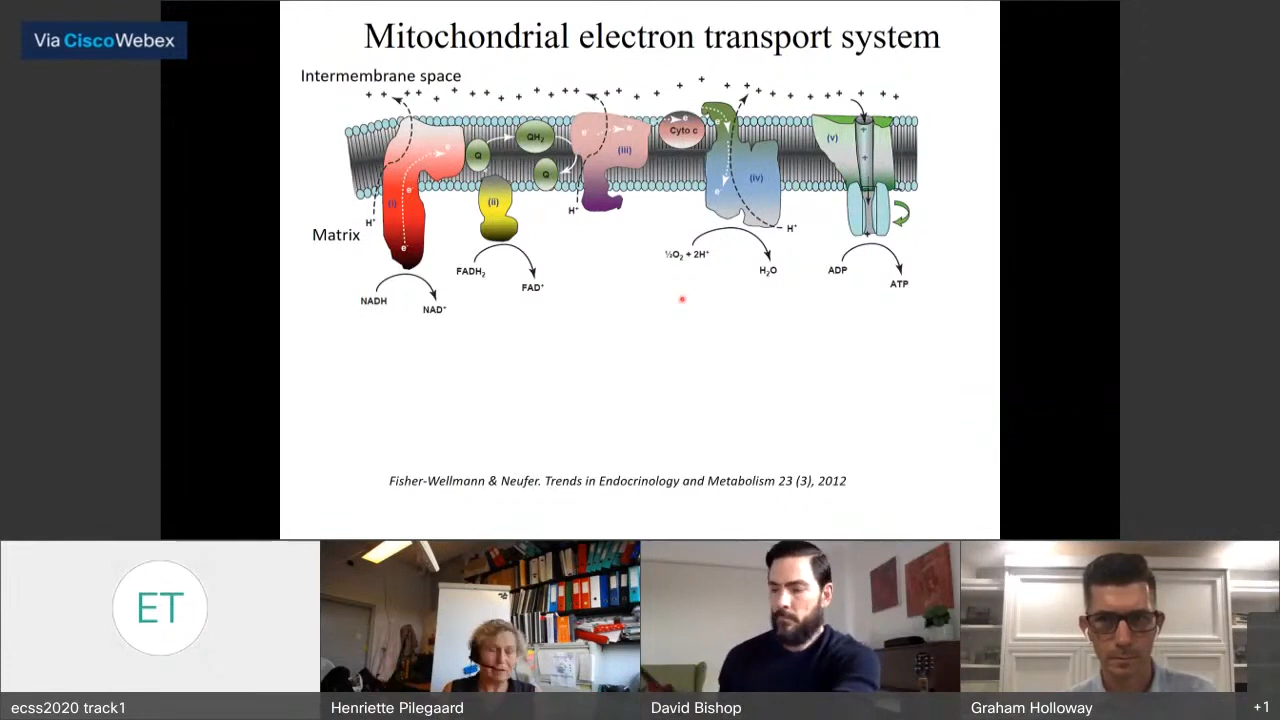 Via Cisco Webex
Mitochondrial electron transport system
Intermembrane space
Q
QH2
Q
e-
e-
e-
e-
e-
Cyto c
e-
e-
e-
(i)
(ii)
(iii)
(iv)
(v)
H+
H+
H+
Matrix
NADH
NAD+
FADH2
FAD+
½O2 + 2H+
H2O
ADP
ATP
Fisher-Wellmann & Neufer. Trends in Endocrinology and Metabolism 23 (3), 2012
ET
ecss2020 track1
Henriette Pilegaard
David Bishop
Graham Holloway
+1